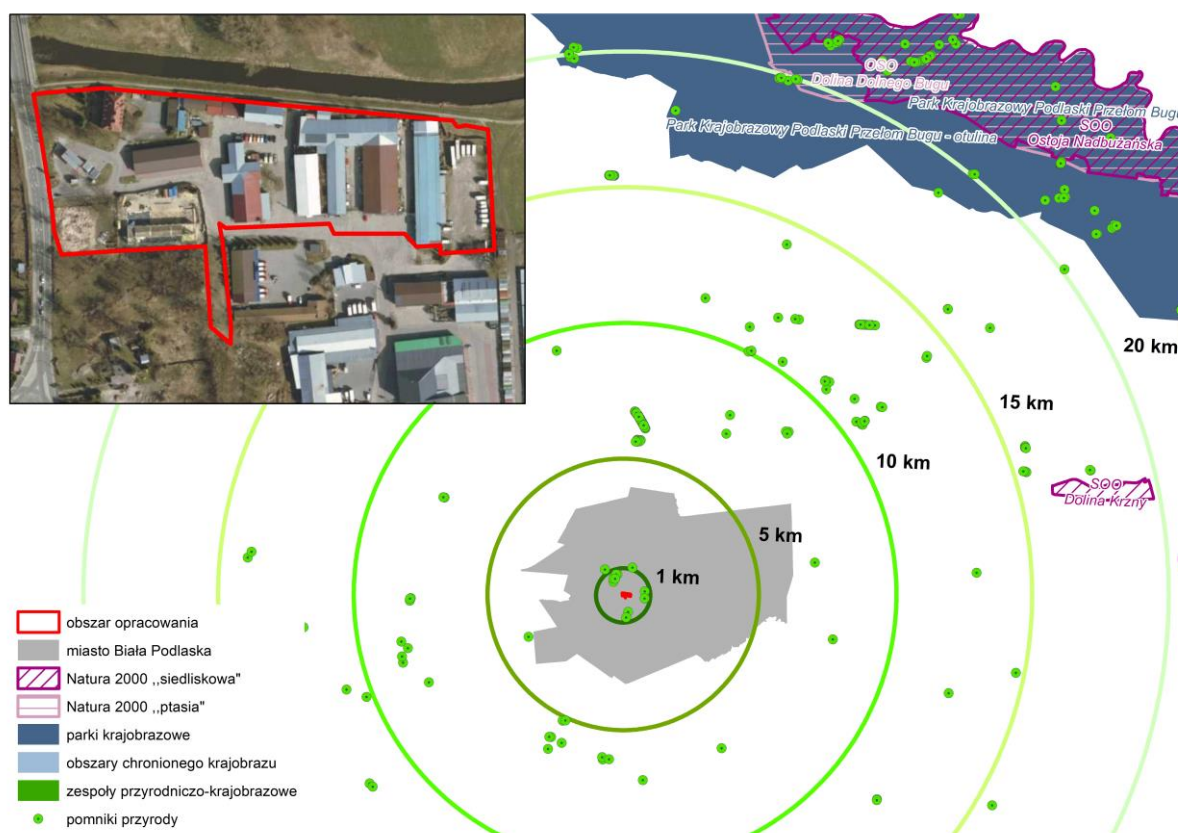 OSO
Dolina Dolnego Bugu
Park Krajobrazowy Podlaski Przełom Bugu
Park Krajobrazowy Podlaski Przełom Bugu - otulina
SOO
Ostoja Nadbużańska
20 km
15 km
10 km
SOO
Dolina Krzny
5 km
1 km
obszar opracowania
miasto Biała Podlaska
Natura 2000 ,,siedliskowa"
Natura 2000 ,,ptasia"
parki krajobrazowe
obszary chronionego krajobrazu
zespoły przyrodniczo-krajobrazowe
pomniki przyrody